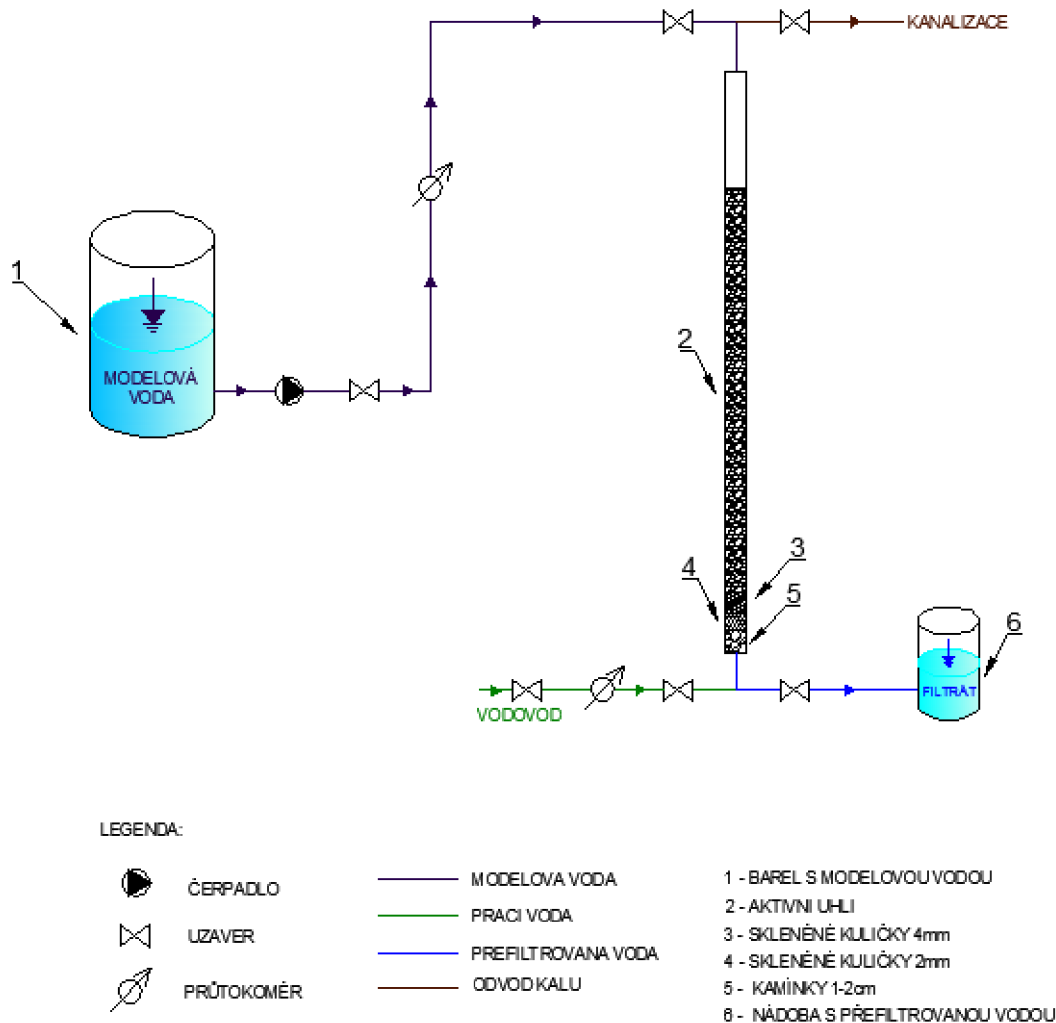 KANALIZACE
1
MODELOVÁ
VODA
2
3
4
5
6
FILTRÁT
VODOVOD
LEGENDA:
ČERPADLO
UZAVER
PRŮTOKOMĚR
MODELOVA VODA
PRACI VODA
PREFILTROVANA VODA
ODVOD KALU
1 - BAREL S MODELOVOU VODOU
2 - AKTIVNI UHLI
3 - SKLENĚNÉ KULIČKY 4mm
4 - SKLENĚNÉ KULIČKY 2mm
5 - KAMÍNKY 1-2cm
6 - NÁDOBA S PŘEFILTROVANOU VODOU